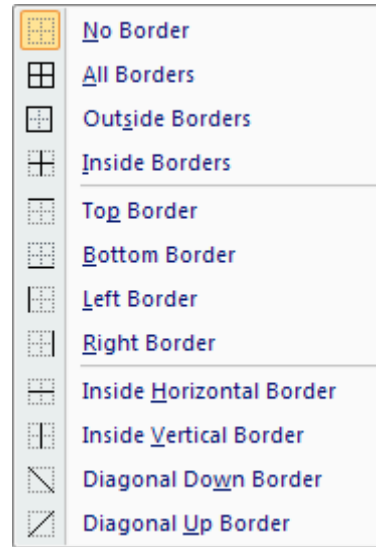 No Border
All Borders
Outside Borders
Inside Borders
Top Border
Bottom Border
Left Border
Right Border
Inside Horizontal Border
Inside Vertical Border
Diagonal Down Border
Diagonal Up Border